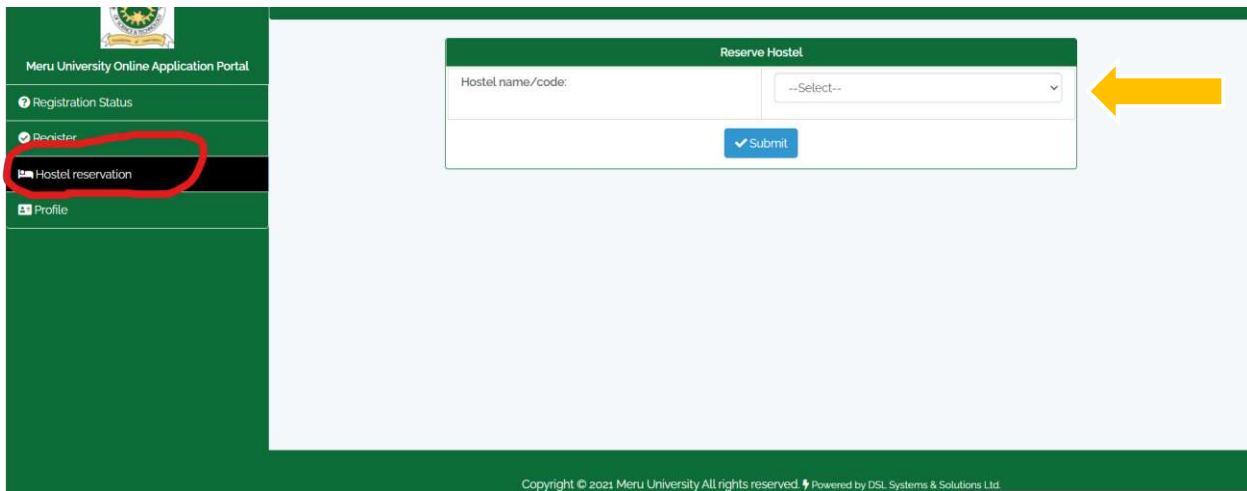 Meru University Online Application Portal
Registration Status
Register
Hostel reservation
Profile
Reserve Hostel
Hostel name/code:
--Select--
Submit
Copyright © 2021 Meru University All rights reserved. Powered by DSL Systems & Solutions Ltd.